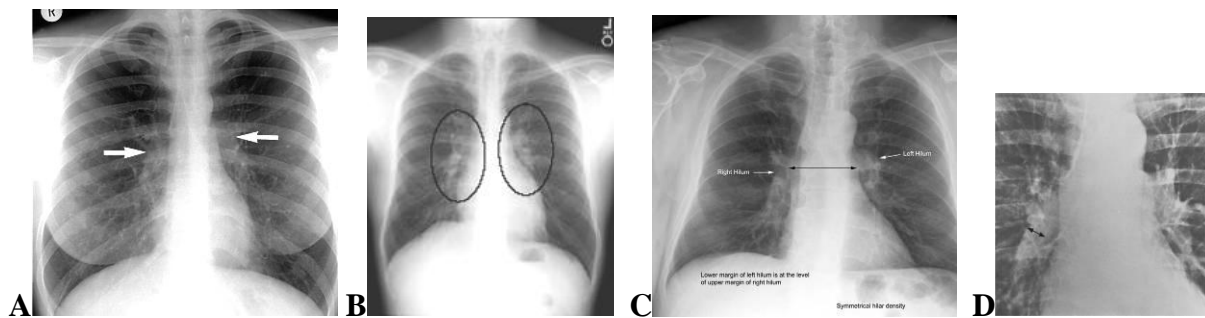 R
A
B
C
Right Hilum
Left Hilum
Lower margin of left hilum is at the level
of upper margin of right hilum
Symmetrical hilar density
D